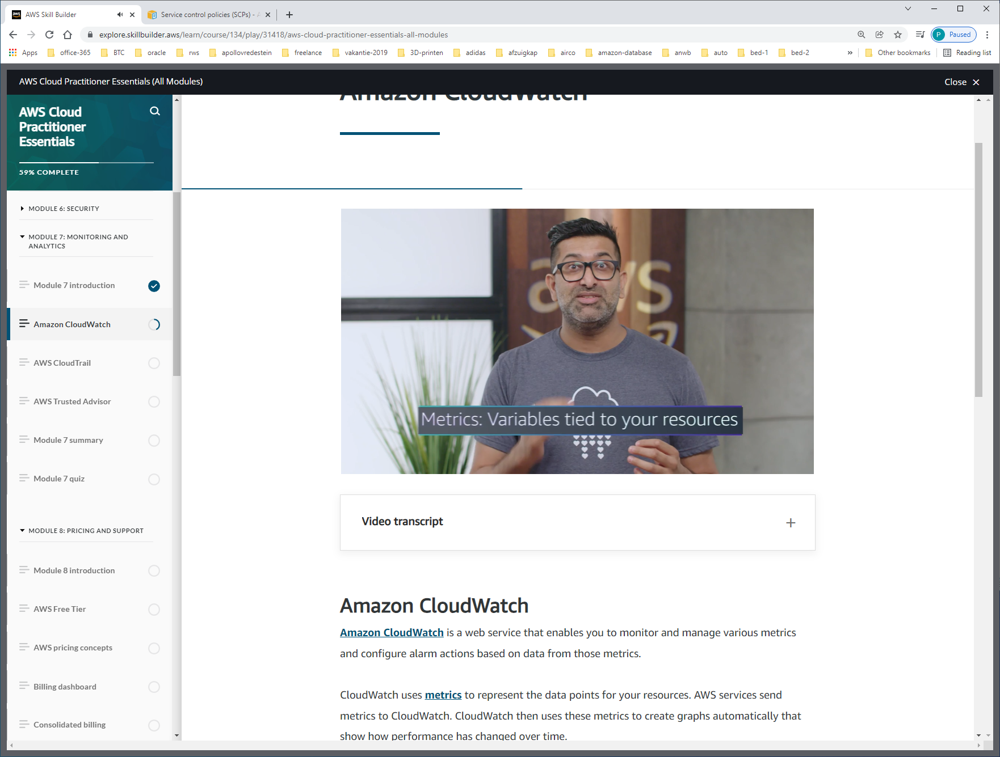 AWS Skill Builder
Service control policies (SCPs) - A
explore.skillbuilder.aws/learn/course/134/play/31418/aws-cloud-practitioner-essentials-all-modules
P Paused
Apps office-365 BTC oracle rws apollovredestein freelance vakantie-2019 3D-printen adidas afzuigkap airco amazon-database anwb auto bed-1 bed-2 » Other bookmarks Reading list
AWS Cloud Practitioner Essentials (All Modules)
Close
AWS Cloud
Practitioner
Essentials
59% COMPLETE
MODULE 6: SECURITY
MODULE 7: MONITORING AND
ANALYTICS
Module 7 introduction
Amazon CloudWatch
AWS CloudTrail
AWS Trusted Advisor
Module 7 summary
Module 7 quiz
MODULE 8: PRICING AND SUPPORT
Module 8 introduction
AWS Free Tier
AWS pricing concepts
Billing dashboard
Consolidated billing
Amazon CloudWatch
aws
Metrics: Variables tied to your resources
Video transcript
Amazon CloudWatch
Amazon CloudWatch is a web service that enables you to monitor and manage various metrics
and configure alarm actions based on data from those metrics.
CloudWatch uses metrics to represent the data points for your resources. AWS services send
metrics to CloudWatch. CloudWatch then uses these metrics to create graphs automatically that
show how performance has changed over time.